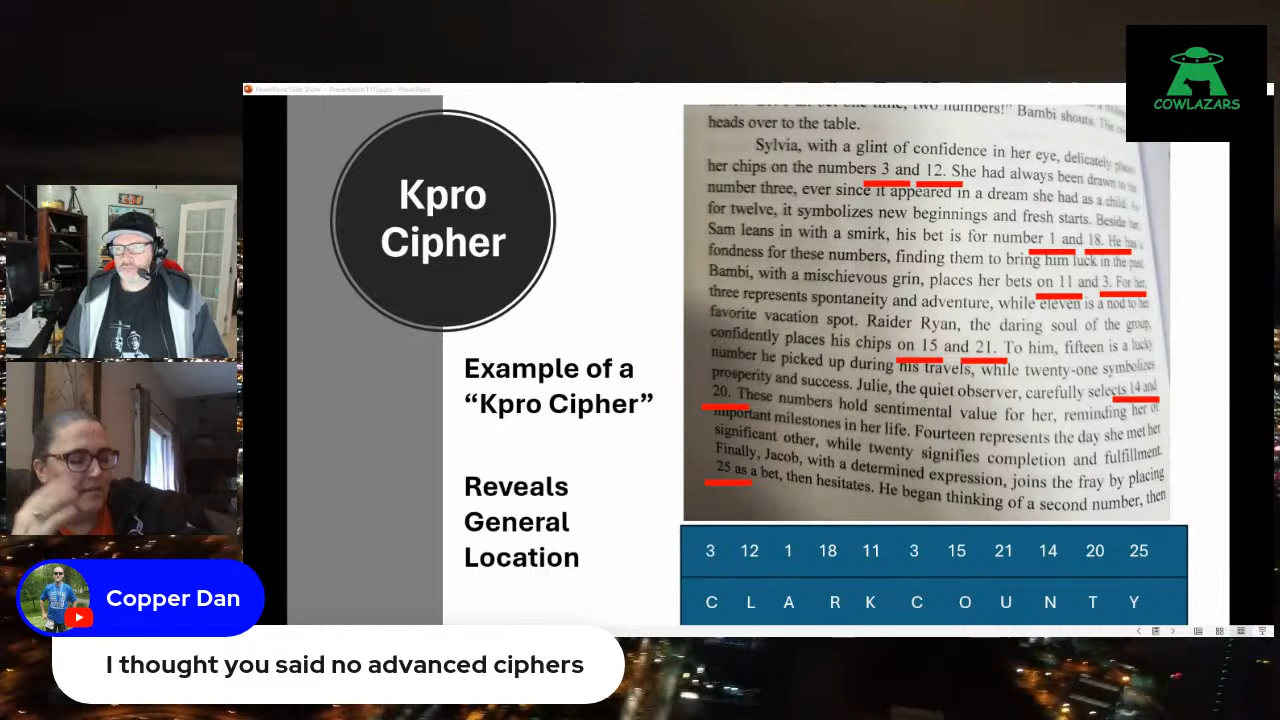 COWLAZARS
PowerPoint Slide Show
PowerPoint
Kpro
Cipher
Example of a
“Kpro Cipher”
Reveals
General
Location
two numbers!” Bambi shouts. The
heads over to the table.
Sylvia, with a glint of confidence in her eye, delicately places
her chips on the numbers 3 and 12. She had always been drawn to the
number three, ever since it appeared in a dream she had as a child. As
for twelve, it symbolizes new beginnings and fresh starts. Beside her,
Sam leans in with a smirk, his bet is for number 1 and 18. He has a
fondness for these numbers, finding them to bring him luck in the past.
Bambi, with a mischievous grin, places her bets on 11 and 3. For her,
three represents spontaneity and adventure, while eleven is a nod to her
favorite vacation spot. Raider Ryan, the daring soul of the group,
confidently places his chips on 15 and 21. To him, fifteen is a lucky
number he picked up during his travels, while twenty-one symbolizes
prosperity and success. Julie, the quiet observer, carefully selects 14 and
20. These numbers hold sentimental value for her, reminding her of
important milestones in her life. Fourteen represents the day she met her
significant other, while twenty signifies completion and fulfillment.
Finally, Jacob, with a determined expression, joins the fray by placing
25 as a bet, then hesitates. He began thinking of a second number, then
3 12 1 18 11 3 15 21 14 20 25
C L A R K C O U N T Y
Copper Dan
I thought you said no advanced ciphers